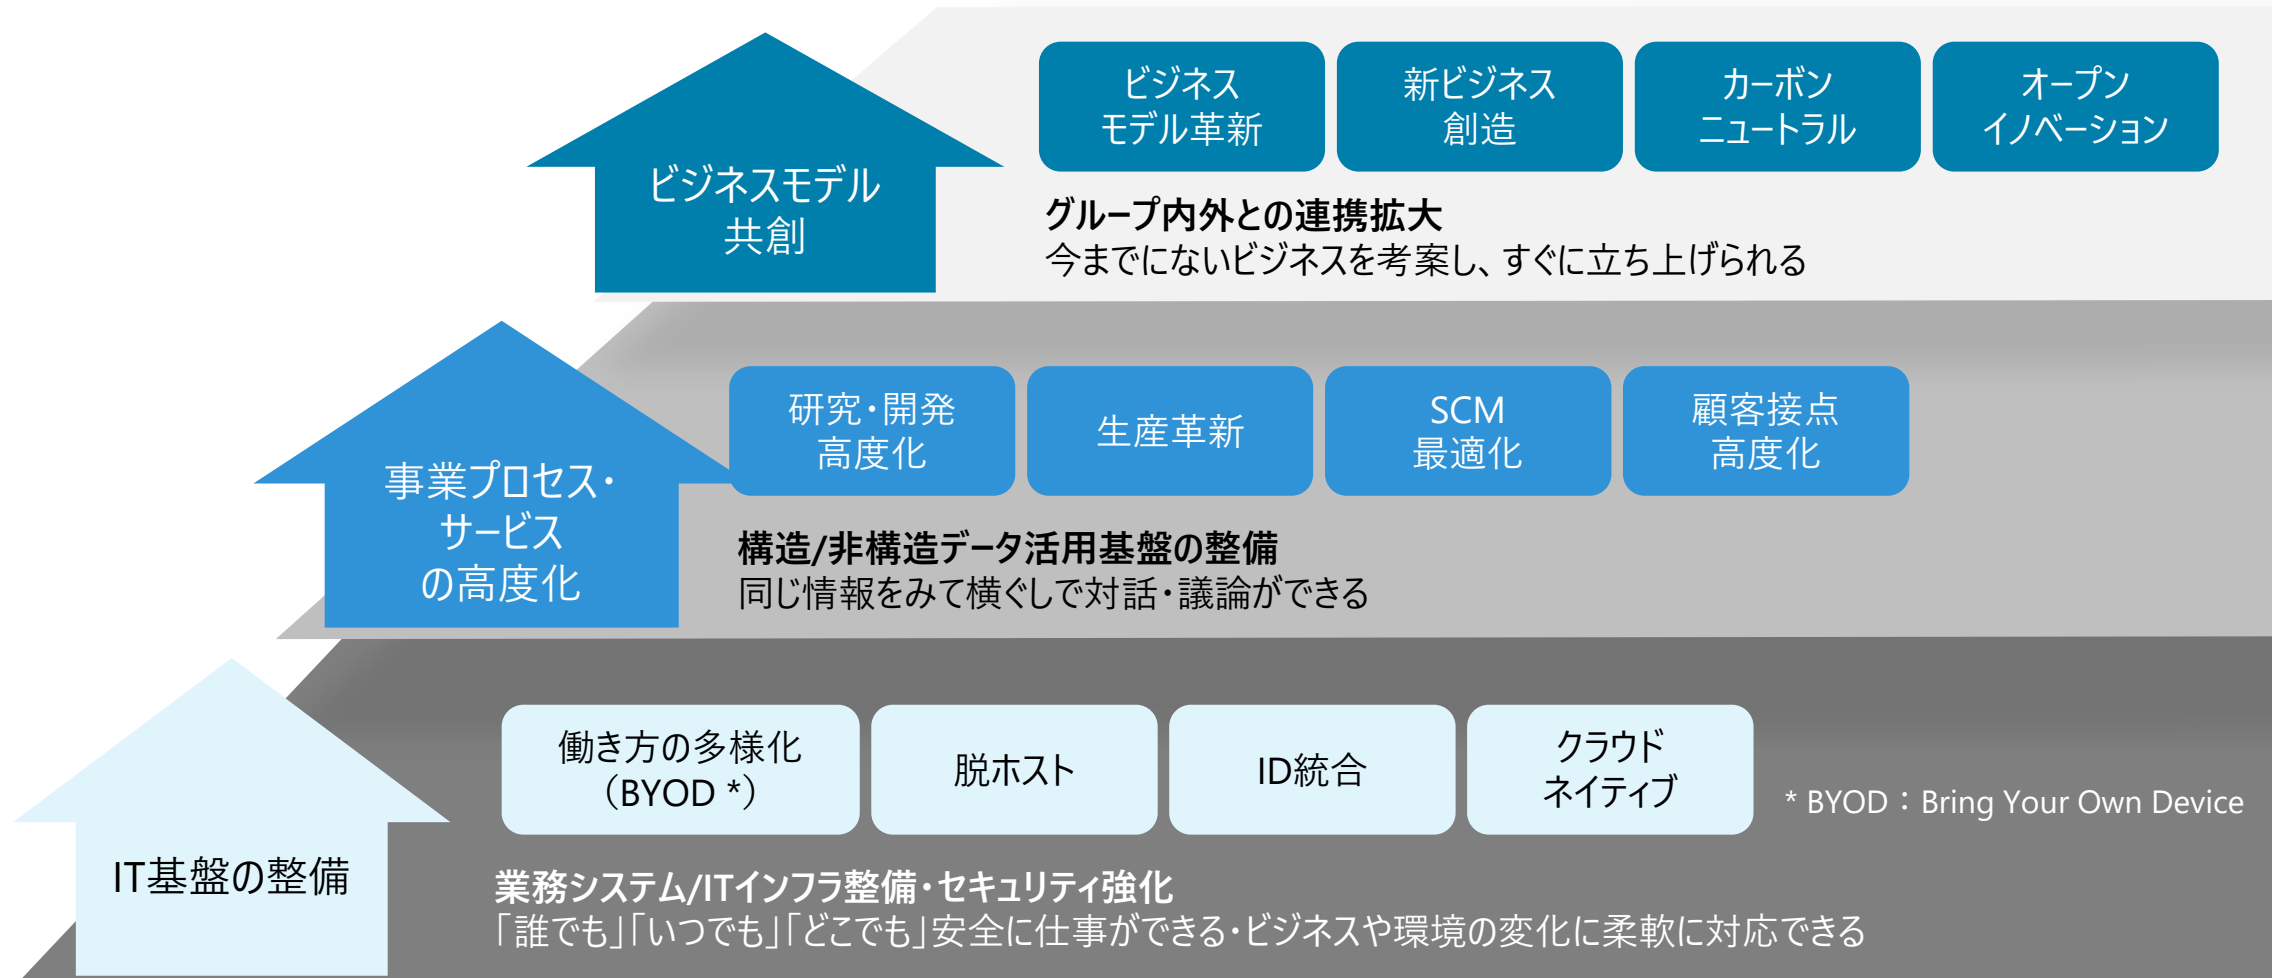 ビジネスモデル
共創
ビジネス
モデル革新
新ビジネス
創造
カーボン
ニュートラル
オープン
イノベーション
グループ内外との連携拡大
今までにないビジネスを考案し、すぐに立ち上げられる
事業プロセス・
サービス
の高度化
研究・開発
高度化
生産革新
SCM
最適化
顧客接点
高度化
構造/非構造データ活用基盤の整備
同じ情報をみて横ぐしで対話・議論ができる
IT基盤の整備
働き方の多様化
（BYOD *）
脱ホスト
ID統合
クラウド
ネイティブ
* BYOD：Bring Your Own Device
業務システム/ITインフラ整備・セキュリティ強化
「誰でも」「いつでも」「どこでも」安全に仕事ができる・ビジネスや環境の変化に柔軟に対応できる